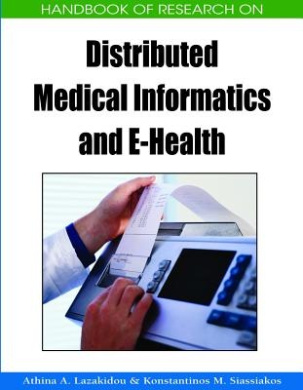 HANDBOOK OF RESEARCH ON
Distributed
Medical Informatics
and E-Health
Athina A. Lazakidou & Konstantinos M. Siassiakos